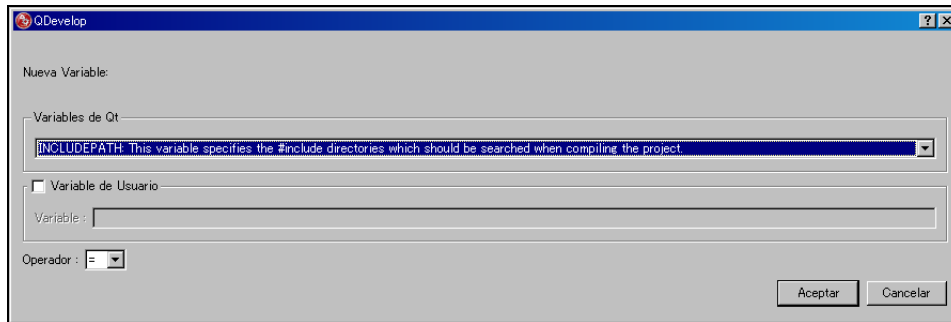 QDevelop
Nueva Variable:
Variables de Qt
INCLUDEPATH: This variable specifies the #include directories which should be searched when compiling the project.
Variable de Usuario
Variable :
Operador : =
Aceptar Cancelar